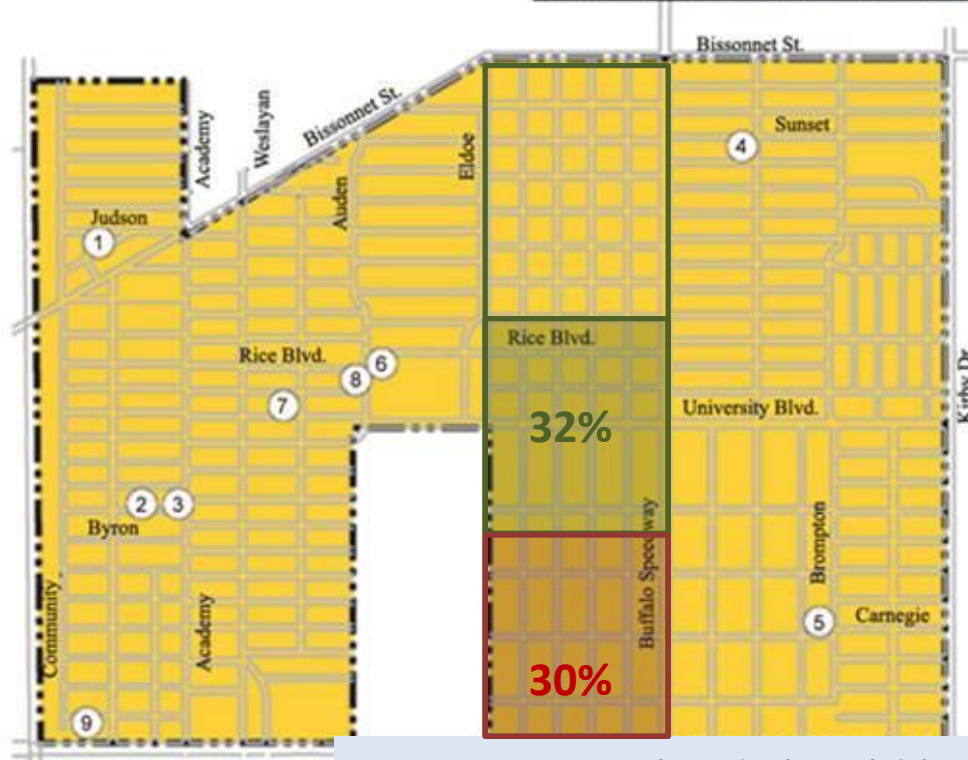 Bissonnet St.
Bissonnet St.
Weslayan
Academy
Sunset
4
Eldoe
Auden
Judson
1
Rice Blvd.
Rice Blvd.
6
8
7
University Blvd.
Kirby Dr.
32%
2
3
Byron
Buffalo Speedway
Brompton
Community
Academy
5
Carnegie
30%
9